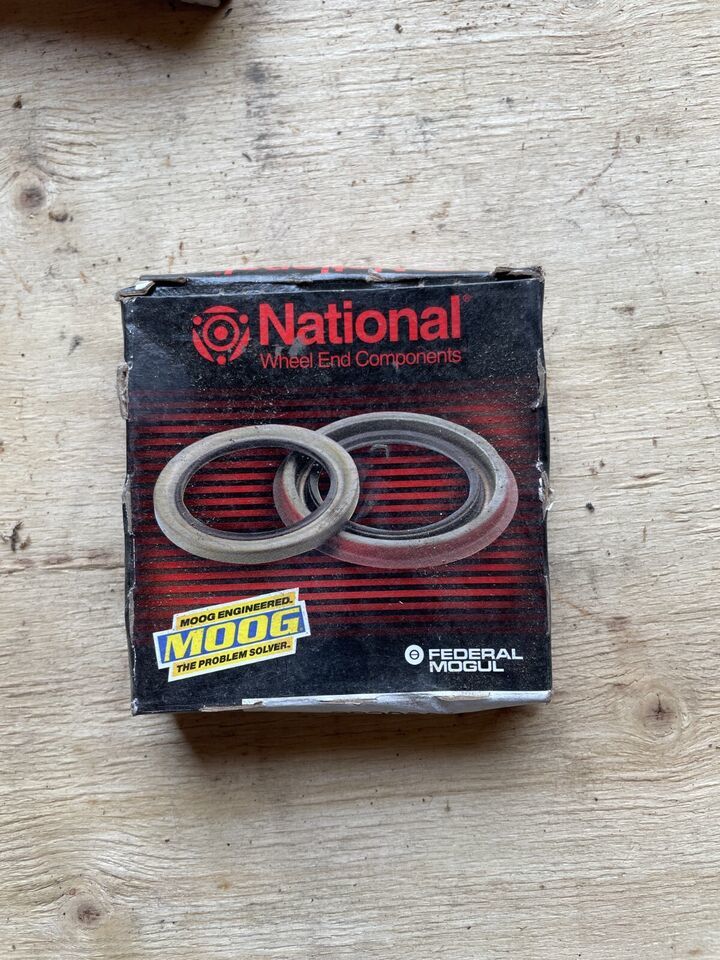 National®
Wheel End Components
MOOG ENGINEERED.
MOOG
THE PROBLEM SOLVER.
FEDERAL
MOGUL